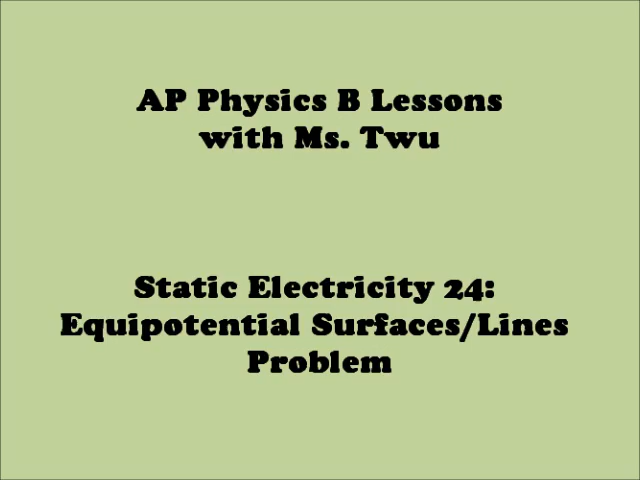 AP Physics B Lessons
with Ms. Twu
Static Electricity 24:
Equipotential Surfaces/Lines
Problem